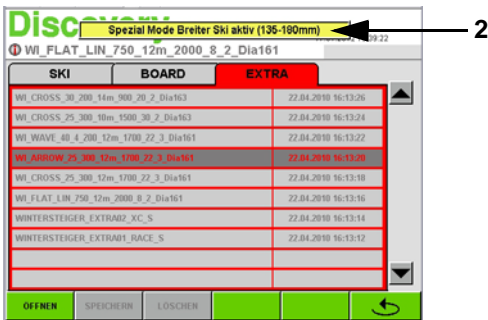 Discovery
Spezial Mode Breiter Ski aktiv (135-180mm)
2
WI_FLAT_LIN_750_12m_2000_8_2_Dia161
SKI BOARD EXTRA
WI_CROSS_30_200_14m_900_20_2_Dia163 22.04.2010 16:13:26
WI_CROSS_25_300_10m_1500_30_2_Dia163 22.04.2010 16:13:24
WI_WAVE_40_4_200_12m_1700_22_3_Dia161 22.04.2010 16:13:22
WI_ARROW_25_300_12m_1700_22_3_Dia161 22.04.2010 16:13:20
WI_CROSS_25_300_12m_1700_22_3_Dia161 22.04.2010 16:13:18
WI_FLAT_LIN_750_12m_2000_8_2_Dia161 22.04.2010 16:13:16
WINTERSTEIGER_EXTRA02_XC_S 22.04.2010 16:13:14
WINTERSTEIGER_EXTRA01_RACE_S 22.04.2010 16:13:12
ÖFFNEN SPEICHERN LÖSCHEN